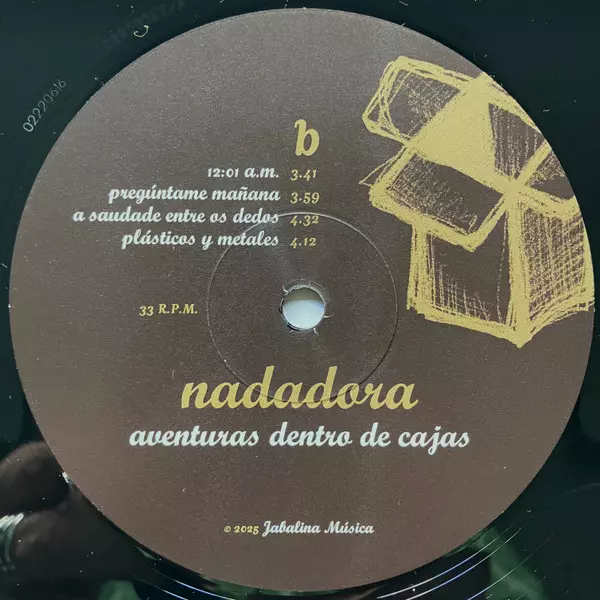 02220616
b
12:01 a.m. 3.41
pregúntame mañana 3.59
a saudade entre os dedos 4.32
plásticos y metales 4.12
33 R.P.M.
nadadora
aventuras dentro de cajas
© 2025 Jabalina Música